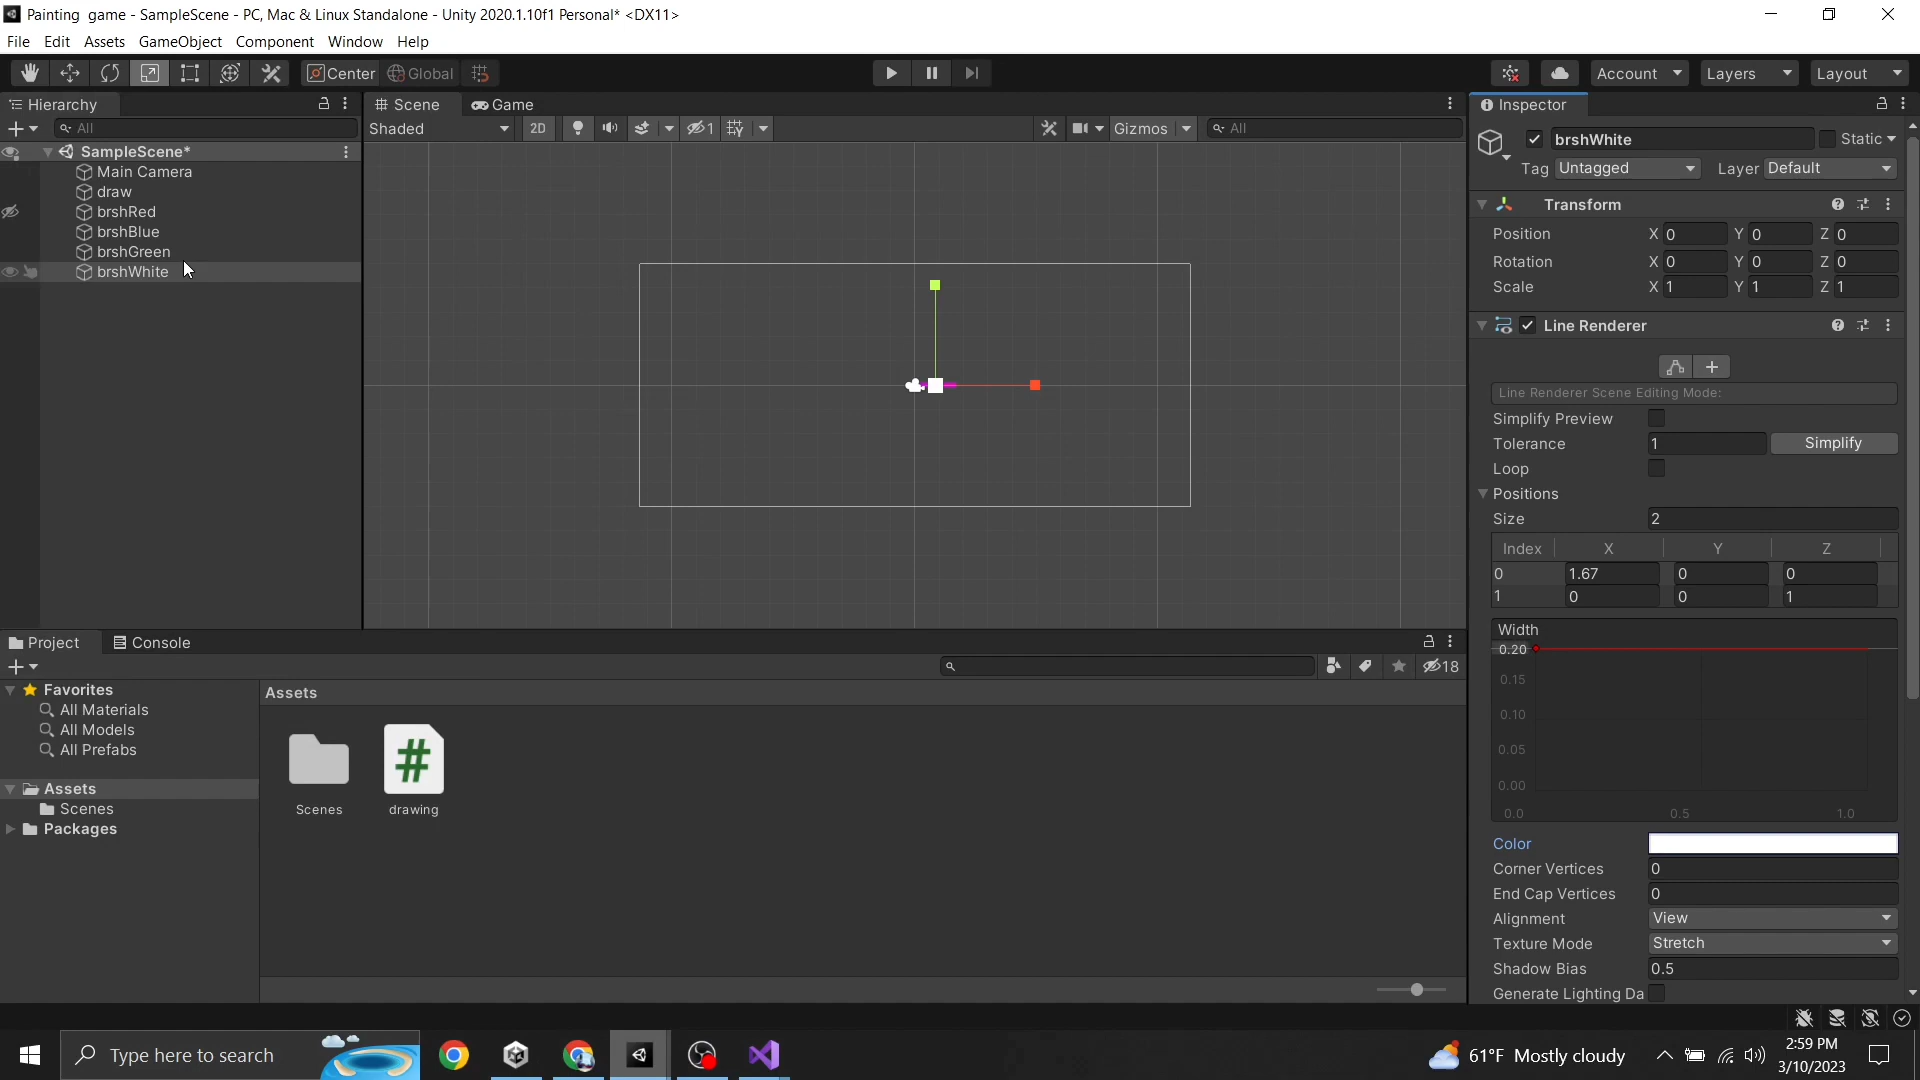 Painting game - SampleScene - PC, Mac & Linux Standalone - Unity 2020.1.10f1 Personal* <DX11>
File Edit Assets GameObject Component Window Help
Center Global Account Layers Layout
Hierarchy Scene Game Inspector
All Shaded 2D 1 Gizmos All
brshWhite Static
SampleScene*
Main Camera
draw
brshRed
brshBlue
brshGreen
brshWhite
Tag Untagged Layer Default
Transform
Position X 0 Y 0 Z 0
Rotation X 0 Y 0 Z 0
Scale X 1 Y 1 Z 1
Line Renderer
Line Renderer Scene Editing Mode:
Simplify Preview
Tolerance 1 Simplify
Loop
Positions
Size 2
Index X Y Z
0 1.67 0 0
1 0 0 1
Width
0.20
0.15
0.10
0.05
0.00
0.0 0.5 1.0
Color
Corner Vertices 0
End Cap Vertices 0
Alignment View
Texture Mode Stretch
Shadow Bias 0.5
Generate Lighting Da
Project Console
18
Favorites
All Materials
All Models
All Prefabs
Assets
Scenes
Packages
Assets
Scenes drawing
Type here to search
61°F Mostly cloudy
2:59 PM
3/10/2023